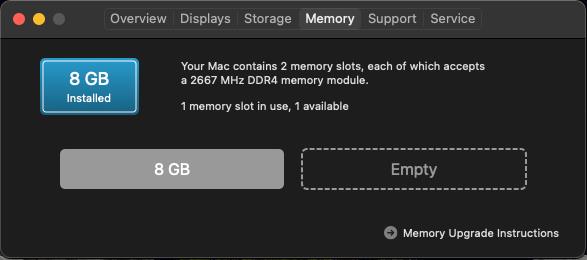 Overview Displays Storage Memory Support Service
8 GB
Installed
Your Mac contains 2 memory slots, each of which accepts
a 2667 MHz DDR4 memory module.
1 memory slot in use, 1 available
8 GB Empty
Memory Upgrade Instructions